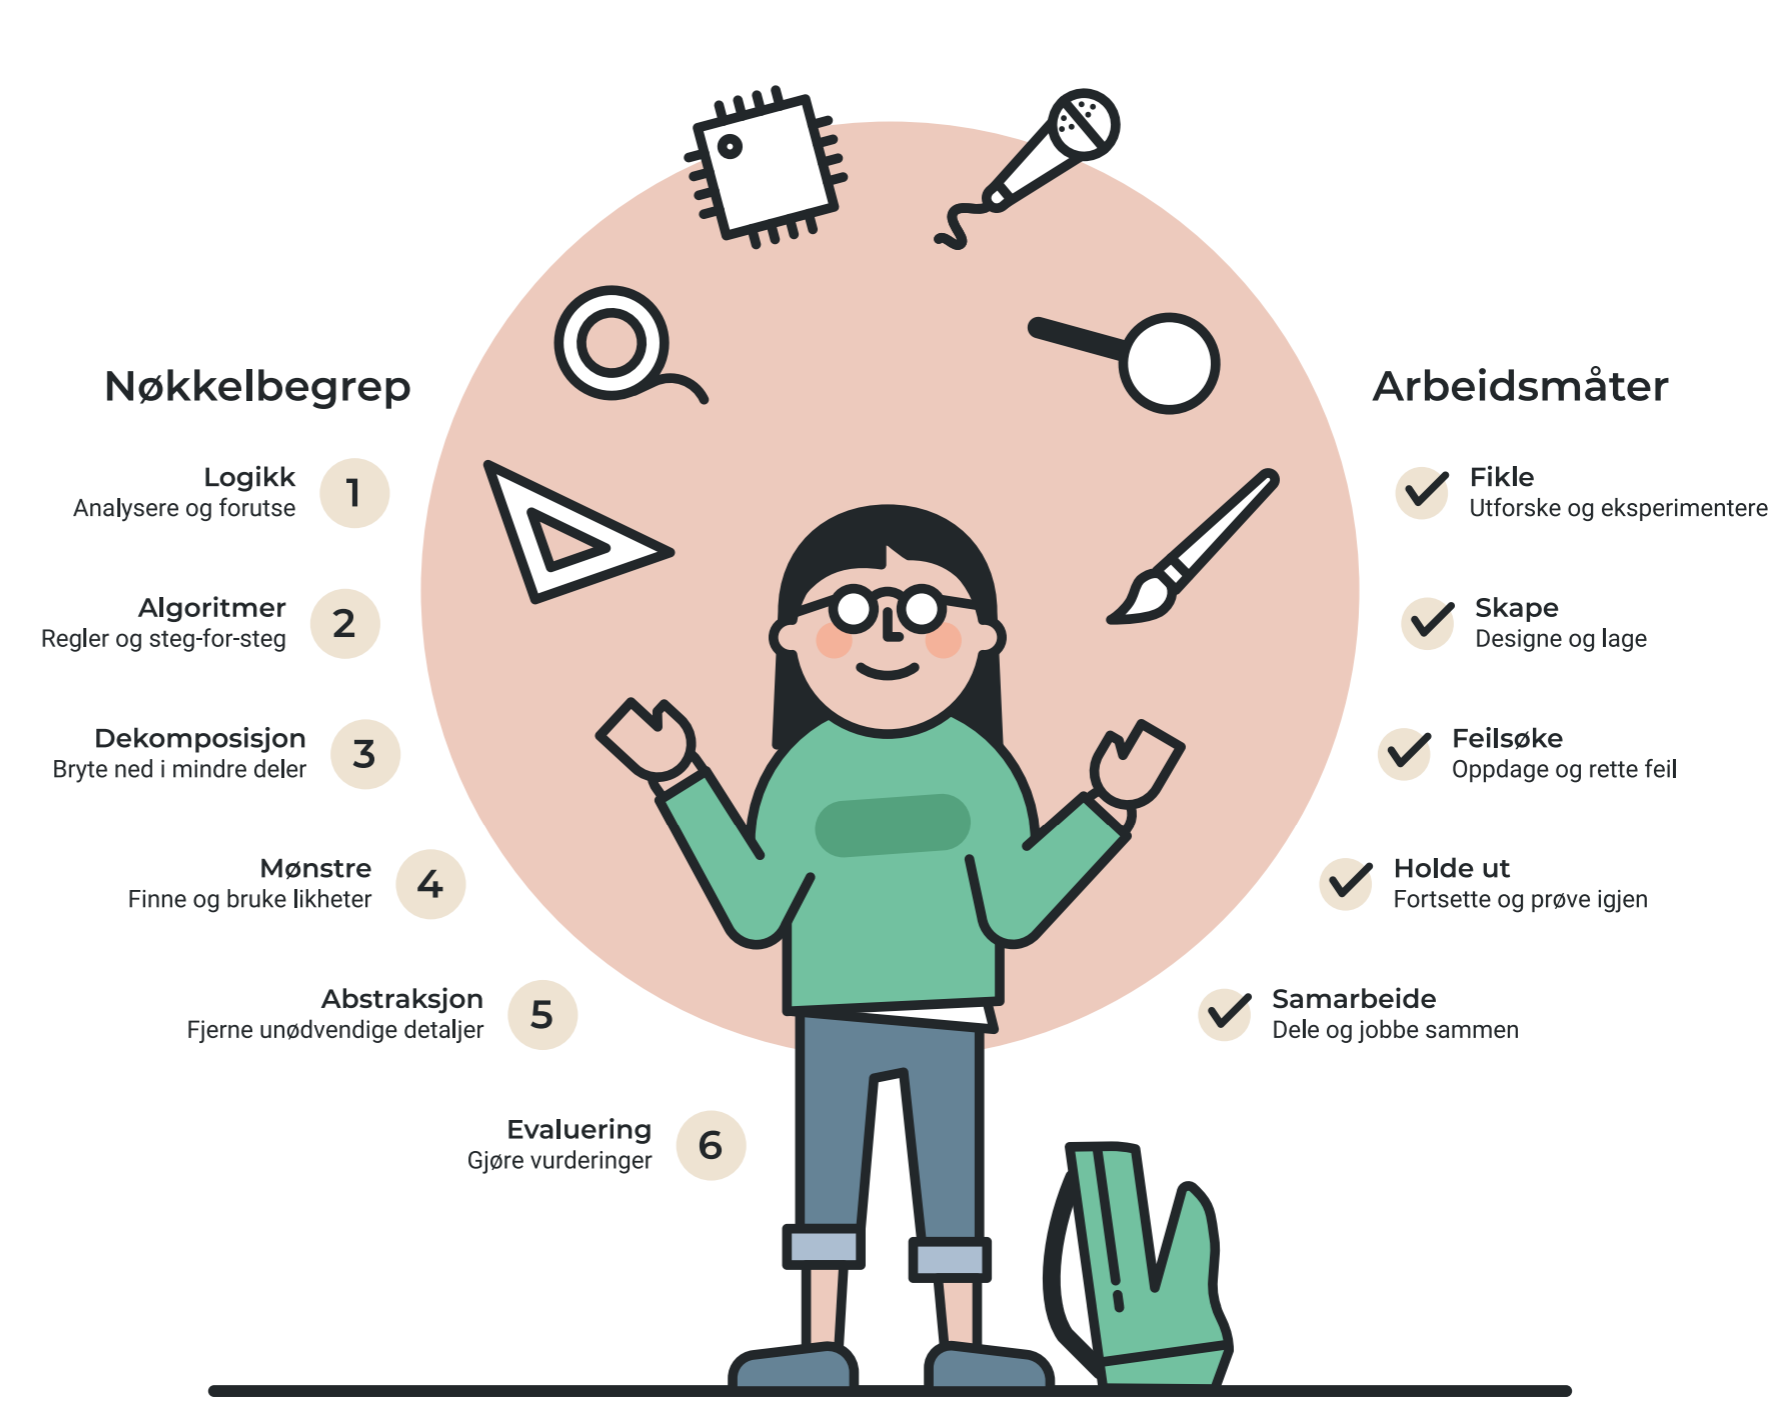 Nøkkelbegrep
Logikk
Analysere og forutse
1
Algoritmer
Regler og steg-for-steg
2
Dekomposisjon
Bryte ned i mindre deler
3
Mønstre
Finne og bruke likheter
4
Abstraksjon
Fjerne unødvendige detaljer
5
Evaluering
Gjøre vurderinger
6
Arbeidsmåter
Fikle
Utforske og eksperimentere
Skape
Designe og lage
Feilsøke
Oppdage og rette feil
Holde ut
Fortsette og prøve igjen
Samarbeide
Dele og jobbe sammen